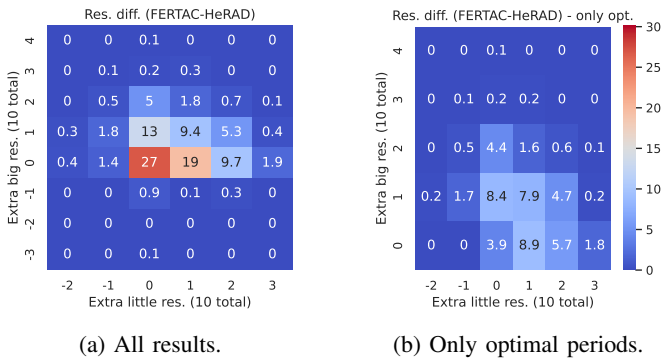 Res. diff. (FERTAC-HeRAD)
Extra big res. (10 total)
4 0 0 0.1 0 0 0
3 0 0.1 0.2 0.3 0 0
2 0 0.5 5 1.8 0.7 0.1
1 0.3 1.8 13 9.4 5.3 0.4
0 0.4 1.4 27 19 9.7 1.9
-1 0 0 0.9 0.1 0.3 0
-2 0 0 0 0 0 0
-3 0 0 0.1 0 0 0
-2 -1 0 1 2 3
Extra little res. (10 total)
(a) All results.
Res. diff. (FERTAC-HeRAD) - only opt.
Extra big res. (10 total)
4 0 0 0.1 0 0 0
3 0 0.1 0.2 0.2 0 0
2 0 0.5 4.4 1.6 0.6 0.1
1 0.2 1.7 8.4 7.9 4.7 0.2
0 0 0 3.9 8.9 5.7 1.8
-2 -1 0 1 2 3
Extra little res. (10 total)
30
25
20
15
10
5
0
(b) Only optimal periods.